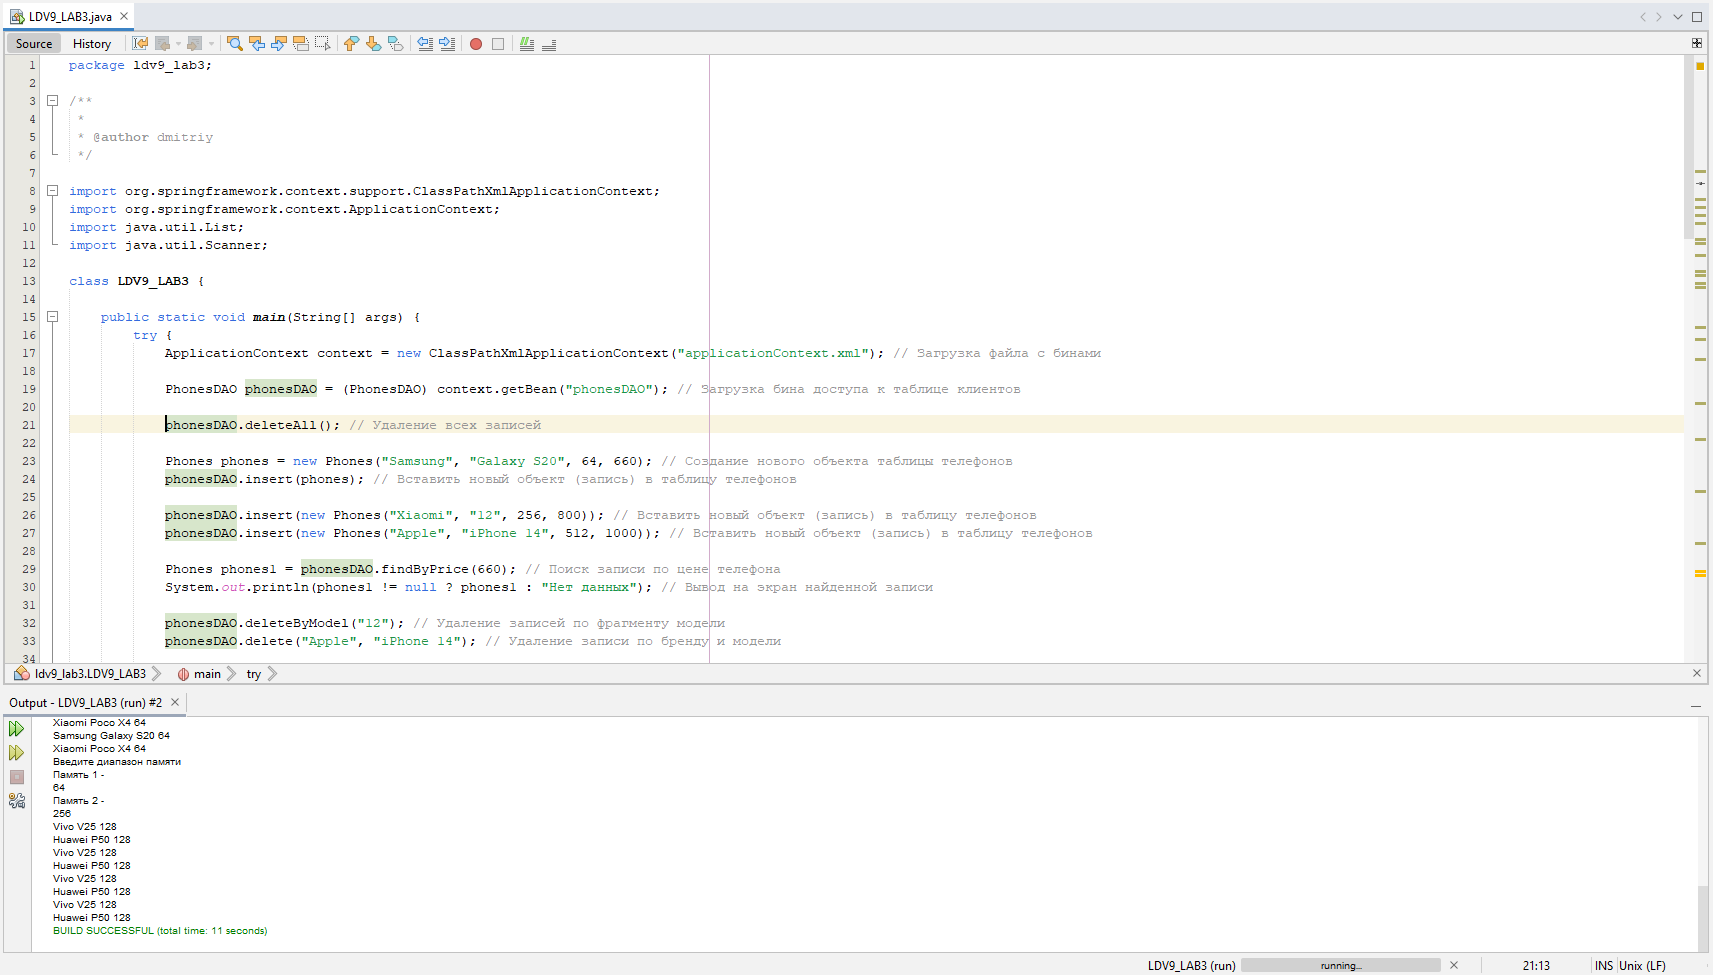 LDV9_LAB3.java
Source History
1 package ldv9_lab3;
2
3 /**
4 *
5 * @author dmitriy
6 */
7
8 import org.springframework.context.support.ClassPathXmlApplicationContext;
9 import org.springframework.context.ApplicationContext;
10 import java.util.List;
11 import java.util.Scanner;
12
13 class LDV9_LAB3 {
14
15 public static void main(String[] args) {
16 try {
17 ApplicationContext context = new ClassPathXmlApplicationContext("applicationContext.xml"); // Загрузка файла с бинами
18
19 PhonesDAO phonesDAO = (PhonesDAO) context.getBean("phonesDAO"); // Загрузка бина доступа к таблице клиентов
20
21 phonesDAO.deleteAll(); // Удаление всех записей
22
23 Phones phones = new Phones("Samsung", "Galaxy S20", 64, 660); // Создание нового объекта таблицы телефонов
24 phonesDAO.insert(phones); // Вставить новый объект (запись) в таблицу телефонов
25
26 phonesDAO.insert(new Phones("Xiaomi", "12", 256, 800)); // Вставить новый объект (запись) в таблицу телефонов
27 phonesDAO.insert(new Phones("Apple", "iPhone 14", 512, 1000)); // Вставить новый объект (запись) в таблицу телефонов
28
29 Phones phones1 = phonesDAO.findByPrice(660); // Поиск записи по цене телефона
30 System.out.println(phones1 != null ? phones1 : "Нет данных"); // Вывод на экран найденной записи
31
32 phonesDAO.deleteByModel("12"); // Удаление записей по фрагменту модели
33 phonesDAO.delete("Apple", "iPhone 14"); // Удаление записи по бренду и модели
34
ldv9_lab3.LDV9_LAB3 main try
Output - LDV9_LAB3 (run) #2
Xiaomi Poco X4 64
Samsung Galaxy S20 64
Xiaomi Poco X4 64
Введите диапазон памяти
Память 1 -
64
Память 2 -
256
Vivo V25 128
Huawei P50 128
Vivo V25 128
Huawei P50 128
Vivo V25 128
Huawei P50 128
Vivo V25 128
Huawei P50 128
BUILD SUCCESSFUL (total time: 11 seconds)
LDV9_LAB3 (run) running... 21:13 INS Unix (LF)